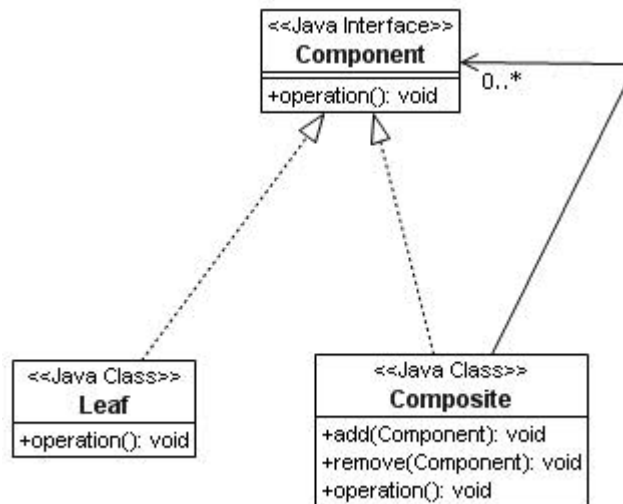 <<Java Interface>>
Component
+operation(): void
0..*
<<Java Class>>
Leaf
+operation(): void
<<Java Class>>
Composite
+add(Component): void
+remove(Component): void
+operation(): void